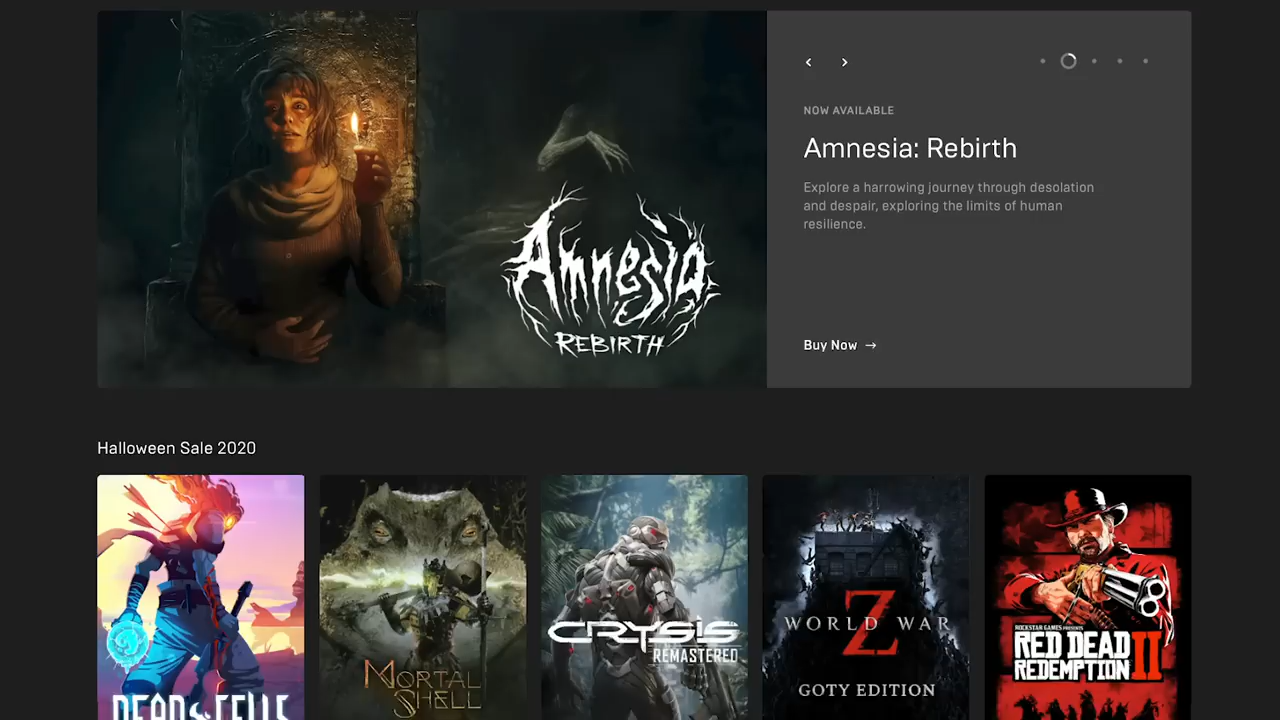 NOW AVAILABLE
Amnesia: Rebirth
Explore a harrowing journey through desolation
and despair, exploring the limits of human
resilience.
Buy Now
Amnesia
REBIRTH
Halloween Sale 2020
DEAD CELLS
MORTAL
SHELL
CRYSIS
REMASTERED
WORLD WAR
Z
GOTY EDITION
ROCKSTAR GAMES PRESENTS
RED DEAD
REDEMPTION II